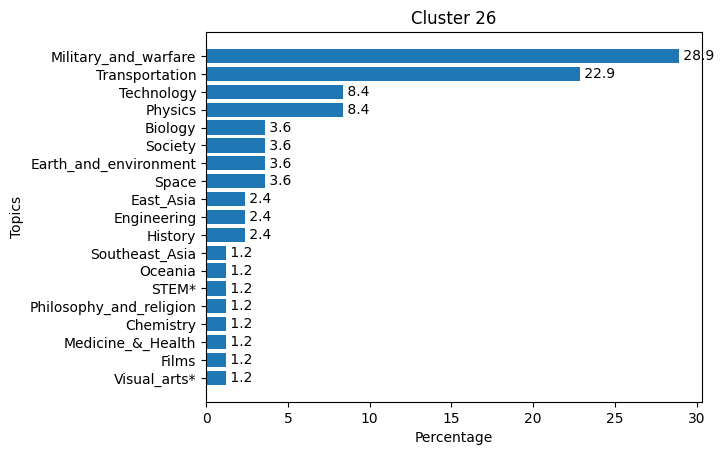 Cluster 26
Topics
Military_and_warfare 28.9
Transportation 22.9
Technology 8.4
Physics 8.4
Biology 3.6
Society 3.6
Earth_and_environment 3.6
Space 3.6
East_Asia 2.4
Engineering 2.4
History 2.4
Southeast_Asia 1.2
Oceania 1.2
STEM* 1.2
Philosophy_and_religion 1.2
Chemistry 1.2
Medicine_&_Health 1.2
Films 1.2
Visual_arts* 1.2
0 5 10 15 20 25 30
Percentage